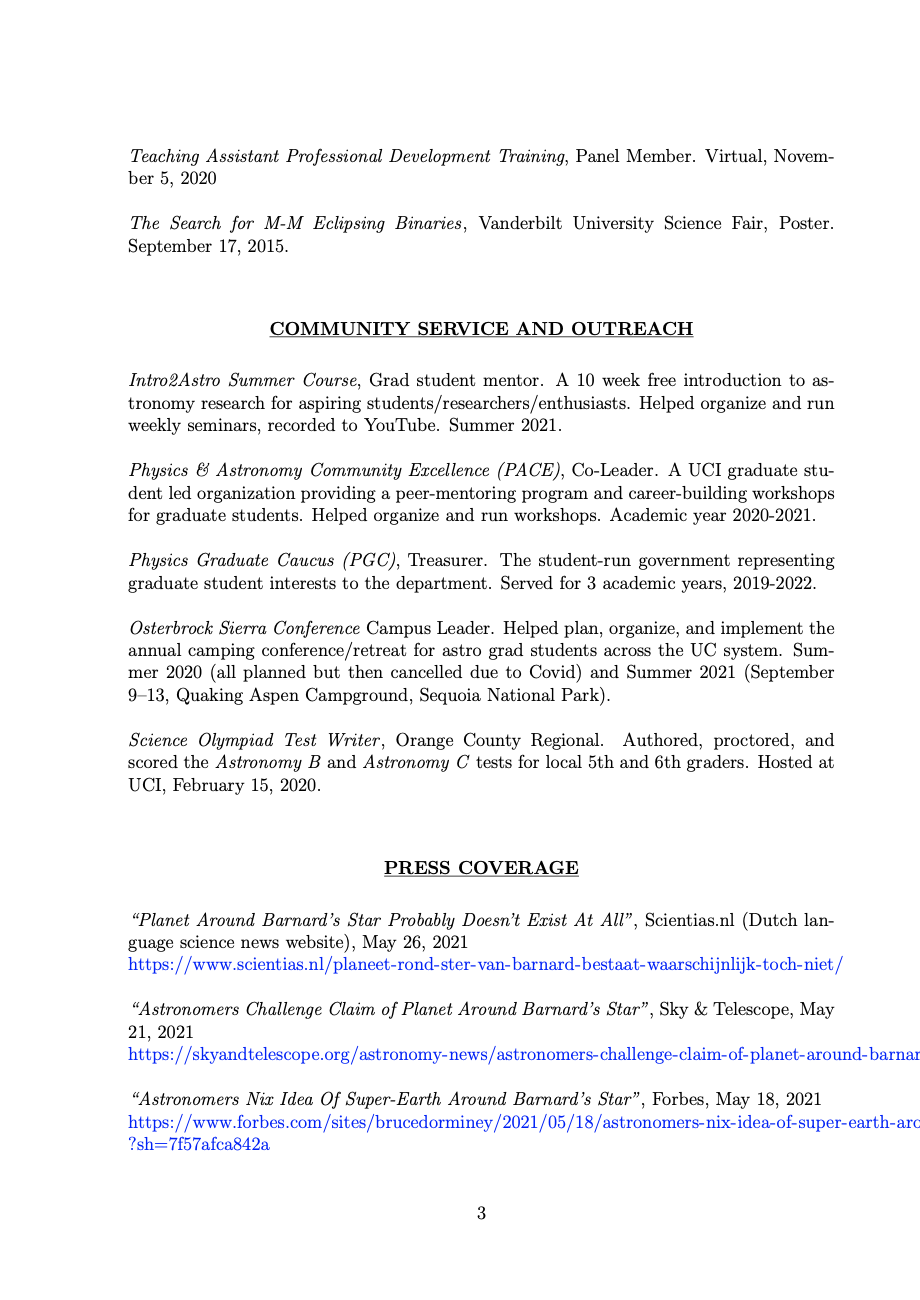 Teaching Assistant Professional Development Training, Panel Member. Virtual, Novem-
ber 5, 2020
The Search for M-M Eclipsing Binaries, Vanderbilt University Science Fair, Poster.
September 17, 2015.
COMMUNITY SERVICE AND OUTREACH
Intro2Astro Summer Course, Grad student mentor. A 10 week free introduction to as-
tronomy research for aspiring students/researchers/enthusiasts. Helped organize and run
weekly seminars, recorded to YouTube. Summer 2021.
Physics & Astronomy Community Excellence (PACE), Co-Leader. A UCI graduate stu-
dent led organization providing a peer-mentoring program and career-building workshops
for graduate students. Helped organize and run workshops. Academic year 2020-2021.
Physics Graduate Caucus (PGC), Treasurer. The student-run government representing
graduate student interests to the department. Served for 3 academic years, 2019-2022.
Osterbrock Sierra Conference Campus Leader. Helped plan, organize, and implement the
annual camping conference/retreat for astro grad students across the UC system. Sum-
mer 2020 (all planned but then cancelled due to Covid) and Summer 2021 (September
9–13, Quaking Aspen Campground, Sequoia National Park).
Science Olympiad Test Writer, Orange County Regional. Authored, proctored, and
scored the Astronomy B and Astronomy C tests for local 5th and 6th graders. Hosted at
UCI, February 15, 2020.
PRESS COVERAGE
“Planet Around Barnard’s Star Probably Doesn’t Exist At All”, Scientias.nl (Dutch lan-
guage science news website), May 26, 2021
https://www.scientias.nl/planeet-rond-ster-van-barnard-bestaat-waarschijnlijk-toch-niet/
“Astronomers Challenge Claim of Planet Around Barnard’s Star”, Sky & Telescope, May
21, 2021
https://skyandtelescope.org/astronomy-news/astronomers-challenge-claim-of-planet-around-barnar
“Astronomers Nix Idea Of Super-Earth Around Barnard’s Star”, Forbes, May 18, 2021
https://www.forbes.com/sites/brucedorminey/2021/05/18/astronomers-nix-idea-of-super-earth-aro
?sh=7f57afca842a
3